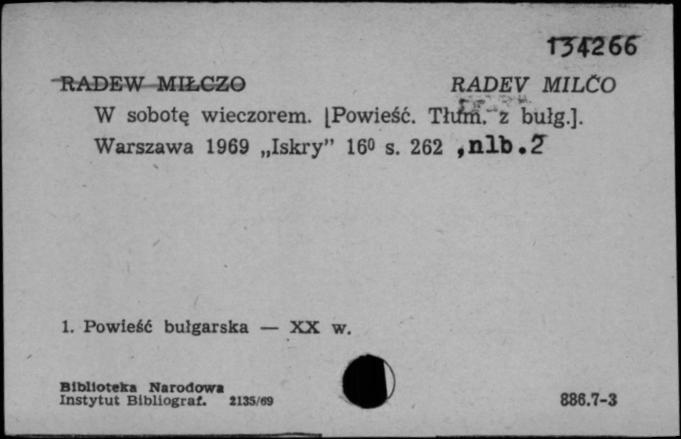 134266
RADEW MIŁCZO RADEV MILČO
W sobotę wieczorem. [Powieść. Tłum. z bułg.].
Warszawa 1969 „Iskry” 16⁰ s. 262 ,nlb.2
1. Powieść bułgarska — XX w.
Biblioteka Narodowa
Instytut Bibliograf. 2135/69 886.7-3